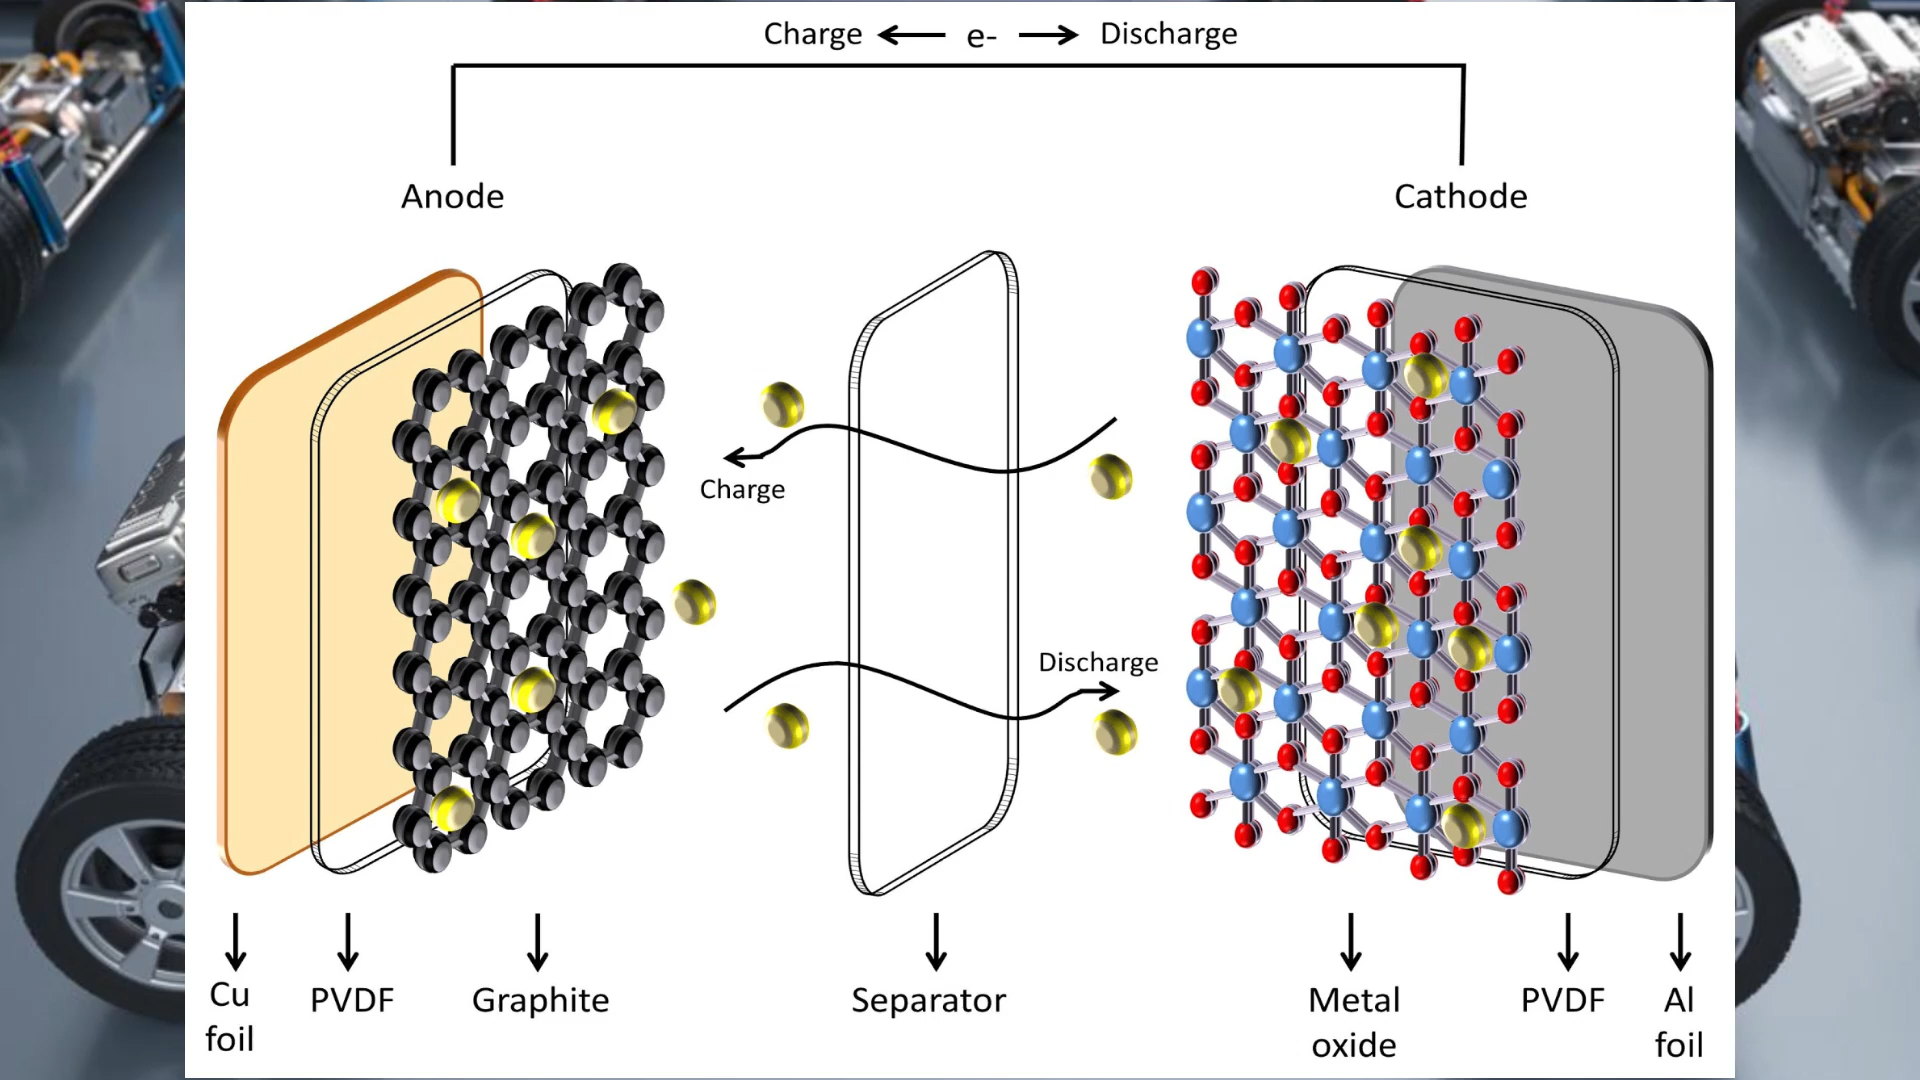 Charge e- Discharge
Anode
Cathode
Charge
Discharge
Cu
foil
PVDF
Graphite
Separator
Metal
oxide
PVDF
Al
foil